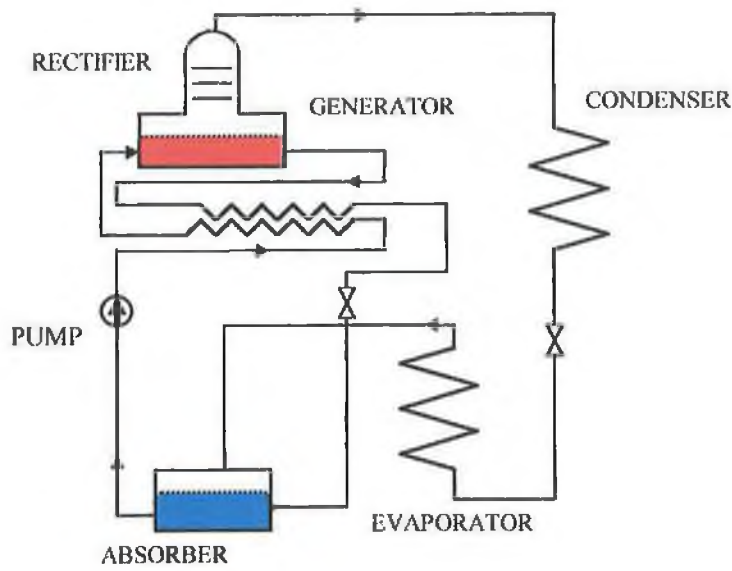 RECTIFIER
GENERATOR
CONDENSER
PUMP
EVAPORATOR
ABSORBER